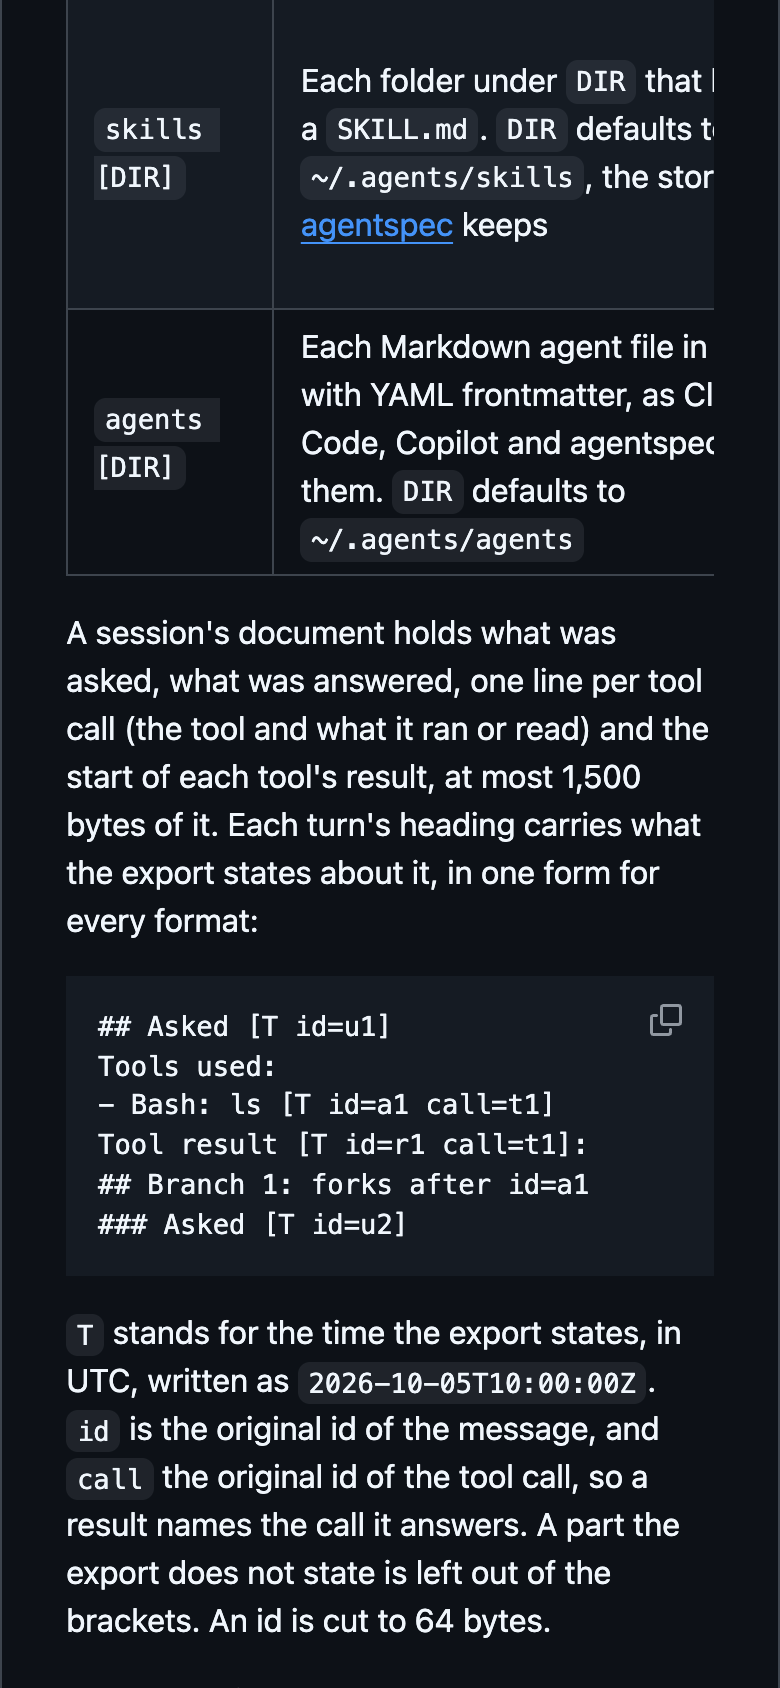 skills
[DIR]
Each folder under DIR that
a SKILL.md. DIR defaults
~/.agents/skills, the
agentspec keeps
agents
[DIR]
Each Markdown agent file in
with YAML frontmatter, as
Code, Copilot and
them. DIR defaults to
~/.agents/agents
A session's document holds what was
asked, what was answered, one line per tool
call (the tool and what it ran or read) and the
start of each tool's result, at most 1,500
bytes of it. Each turn's heading carries what
the export states about it, in one form for
every format:
## Asked [T id=u1]
Tools used:
- Bash: ls [T id=a1 call=t1]
Tool result [T id=r1 call=t1]:
## Branch 1: forks after id=a1
### Asked [T id=u2]
T stands for the time the export states, in
UTC, written as 2026-10-05T10:00:00Z.
id is the original id of the message, and
call the original id of the tool call, so a
result names the call it answers. A part the
export does not state is left out of the
brackets. An id is cut to 64 bytes.